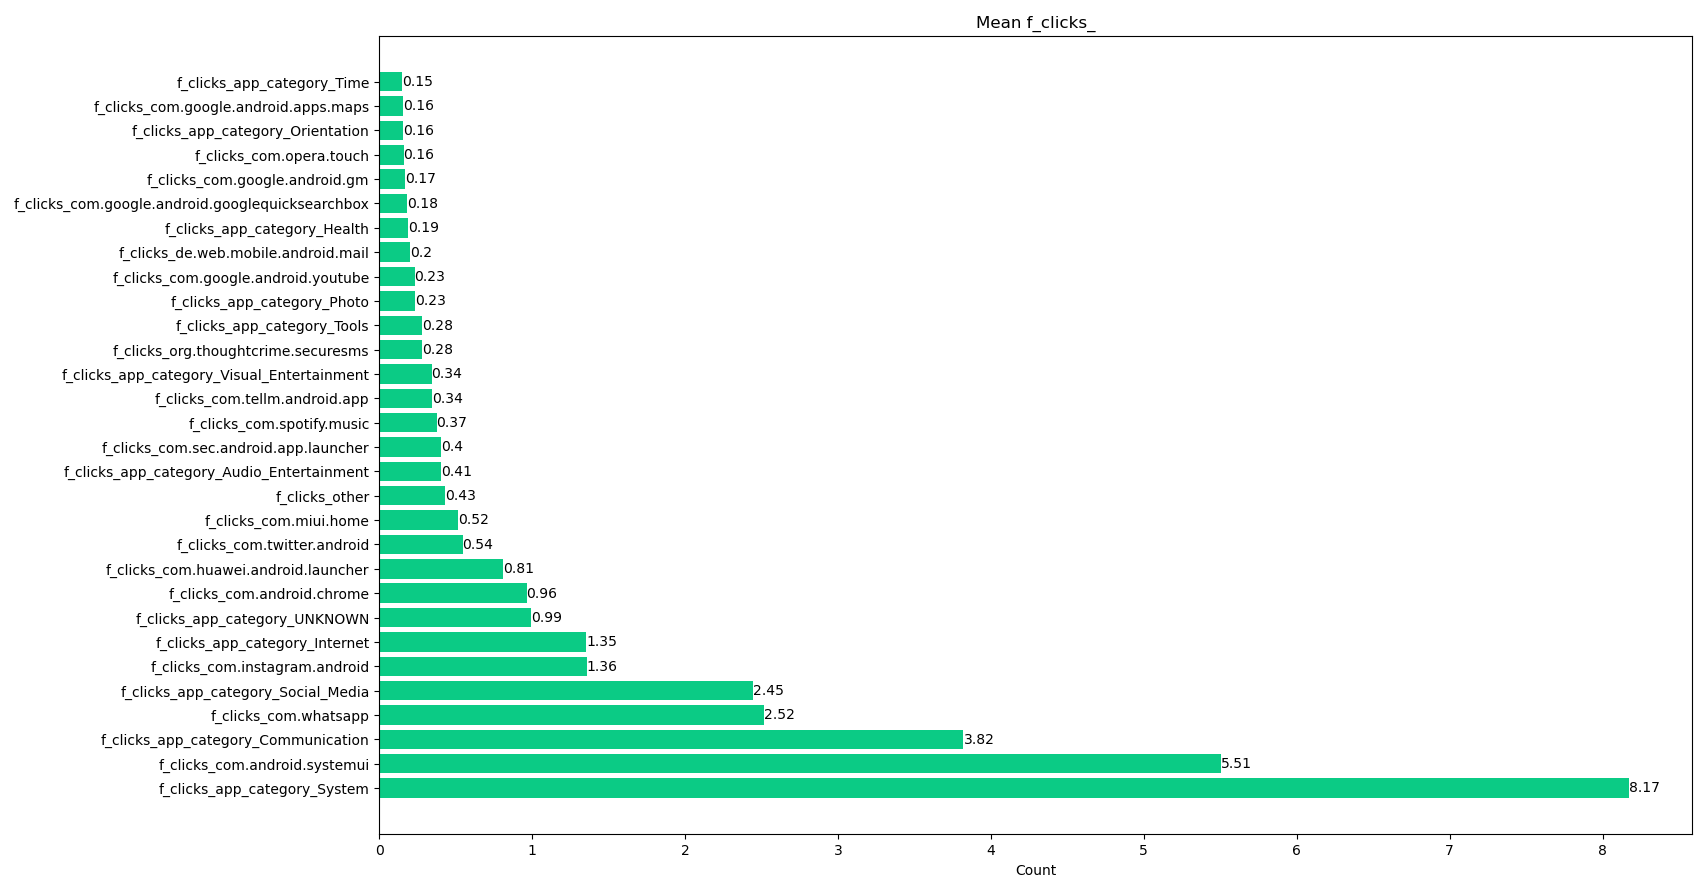 Mean f_clicks_
f_clicks_app_category_Time 0.15
f_clicks_com.google.android.apps.maps 0.16
f_clicks_app_category_Orientation 0.16
f_clicks_com.opera.touch 0.16
f_clicks_com.google.android.gm 0.17
f_clicks_com.google.android.googlequicksearchbox 0.18
f_clicks_app_category_Health 0.19
f_clicks_de.web.mobile.android.mail 0.2
f_clicks_com.google.android.youtube 0.23
f_clicks_app_category_Photo 0.23
f_clicks_app_category_Tools 0.28
f_clicks_org.thoughtcrime.securesms 0.28
f_clicks_app_category_Visual_Entertainment 0.34
f_clicks_com.tellm.android.app 0.34
f_clicks_com.spotify.music 0.37
f_clicks_com.sec.android.app.launcher 0.4
f_clicks_app_category_Audio_Entertainment 0.41
f_clicks_other 0.43
f_clicks_com.miui.home 0.52
f_clicks_com.twitter.android 0.54
f_clicks_com.huawei.android.launcher 0.81
f_clicks_com.android.chrome 0.96
f_clicks_app_category_UNKNOWN 0.99
f_clicks_app_category_Internet 1.35
f_clicks_com.instagram.android 1.36
f_clicks_app_category_Social_Media 2.45
f_clicks_com.whatsapp 2.52
f_clicks_app_category_Communication 3.82
f_clicks_com.android.systemui 5.51
f_clicks_app_category_System 8.17
0 1 2 3 4 5 6 7 8
Count